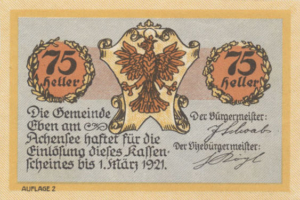 75 Heller
75 Heller
Die Gemeinde
Eben am
Achensee haftet für die
Einlösung dieses Kassen-
scheines bis 1. März 1921.
Der Bürgermeister:
Der Vizebürgermeister:
AUFLAGE 2